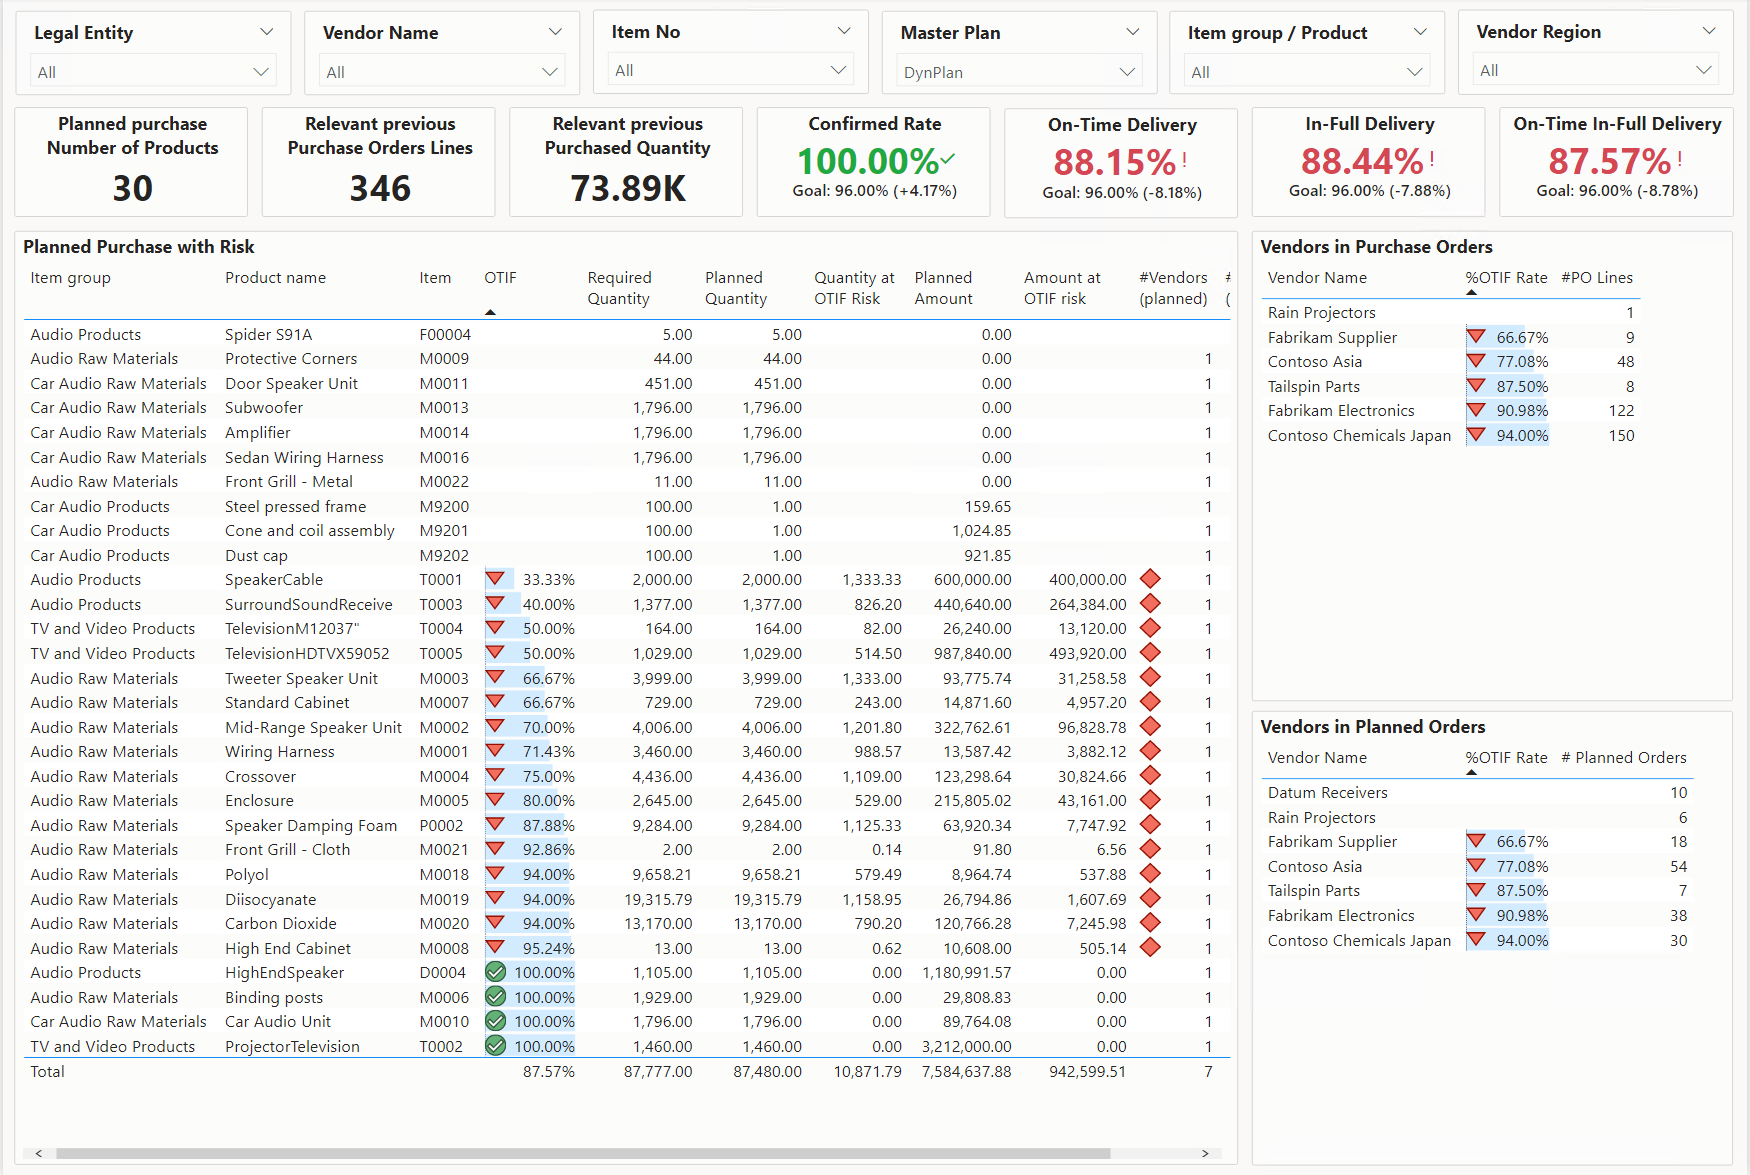 Legal Entity
All
Vendor Name
All
Item No
All
Master Plan
DynPlan
Item group / Product
All
Vendor Region
All
Planned purchase
Number of Products
30
Relevant previous
Purchase Orders Lines
346
Relevant previous
Purchased Quantity
73.89K
Confirmed Rate
100.00%
Goal: 96.00% (+4.17%)
On-Time Delivery
88.15% !
Goal: 96.00% (-8.18%)
In-Full Delivery
88.44% !
Goal: 96.00% (-7.88%)
On-Time In-Full Delivery
87.57% !
Goal: 96.00% (-8.78%)
Planned Purchase with Risk
Item group Product name Item OTIF Required Quantity Planned Quantity Quantity at OTIF Risk Planned Amount Amount at OTIF risk #Vendors (planned) # (
Audio Products Spider S91A F00004 5.00 5.00 0.00
Audio Raw Materials Protective Corners M0009 44.00 44.00 0.00 1
Car Audio Raw Materials Door Speaker Unit M0011 451.00 451.00 0.00 1
Car Audio Raw Materials Subwoofer M0013 1,796.00 1,796.00 0.00 1
Car Audio Raw Materials Amplifier M0014 1,796.00 1,796.00 0.00 1
Car Audio Raw Materials Sedan Wiring Harness M0016 1,796.00 1,796.00 0.00 1
Audio Raw Materials Front Grill - Metal M0022 11.00 11.00 0.00 1
Car Audio Products Steel pressed frame M9200 100.00 1.00 159.65 1
Car Audio Products Cone and coil assembly M9201 100.00 1.00 1,024.85 1
Car Audio Products Dust cap M9202 100.00 1.00 921.85 1
Audio Products SpeakerCable T0001 33.33% 2,000.00 2,000.00 1,333.33 600,000.00 400,000.00 1
Audio Products SurroundSoundReceive T0003 40.00% 1,377.00 1,377.00 826.20 440,640.00 264,384.00 1
TV and Video Products TelevisionM12037" T0004 50.00% 164.00 164.00 82.00 26,240.00 13,120.00 1
TV and Video Products TelevisionHDTVX59052 T0005 50.00% 1,029.00 1,029.00 514.50 987,840.00 493,920.00 1
Audio Raw Materials Tweeter Speaker Unit M0003 66.67% 3,999.00 3,999.00 1,333.00 93,775.74 31,258.58 1
Audio Raw Materials Standard Cabinet M0007 66.67% 729.00 729.00 243.00 14,871.60 4,957.20 1
Audio Raw Materials Mid-Range Speaker Unit M0002 70.00% 4,006.00 4,006.00 1,201.80 322,762.61 96,828.78 1
Audio Raw Materials Wiring Harness M0001 71.43% 3,460.00 3,460.00 988.57 13,587.42 3,882.12 1
Audio Raw Materials Crossover M0004 75.00% 4,436.00 4,436.00 1,109.00 123,298.64 30,824.66 1
Audio Raw Materials Enclosure M0005 80.00% 2,645.00 2,645.00 529.00 215,805.02 43,161.00 1
Audio Raw Materials Speaker Damping Foam P0002 87.88% 9,284.00 9,284.00 1,125.33 63,920.34 7,747.92 1
Audio Raw Materials Front Grill - Cloth M0021 92.86% 2.00 2.00 0.14 91.80 6.56 1
Audio Raw Materials Polyol M0018 94.00% 9,658.21 9,658.21 579.49 8,964.74 537.88 1
Audio Raw Materials Diisocyanate M0019 94.00% 19,315.79 19,315.79 1,158.95 26,794.86 1,607.69 1
Audio Raw Materials Carbon Dioxide M0020 94.00% 13,170.00 13,170.00 790.20 120,766.28 7,245.98 1
Audio Raw Materials High End Cabinet M0008 95.24% 13.00 13.00 0.62 10,608.00 505.14 1
Audio Products HighEndSpeaker D0004 100.00% 1,105.00 1,105.00 0.00 1,180,991.57 0.00 1
Audio Raw Materials Binding posts M0006 100.00% 1,929.00 1,929.00 0.00 29,808.83 0.00 1
Car Audio Raw Materials Car Audio Unit M0010 100.00% 1,796.00 1,796.00 0.00 89,764.08 0.00 1
TV and Video Products ProjectorTelevision T0002 100.00% 1,460.00 1,460.00 0.00 3,212,000.00 0.00 1
Total 87.57% 87,777.00 87,480.00 10,871.79 7,584,637.88 942,599.51 7
Vendors in Purchase Orders
Vendor Name %OTIF Rate #PO Lines
Rain Projectors 1
Fabrikam Supplier 66.67% 9
Contoso Asia 77.08% 48
Tailspin Parts 87.50% 8
Fabrikam Electronics 90.98% 122
Contoso Chemicals Japan 94.00% 150
Vendors in Planned Orders
Vendor Name %OTIF Rate # Planned Orders
Datum Receivers 10
Rain Projectors 6
Fabrikam Supplier 66.67% 18
Contoso Asia 77.08% 54
Tailspin Parts 87.50% 7
Fabrikam Electronics 90.98% 38
Contoso Chemicals Japan 94.00% 30